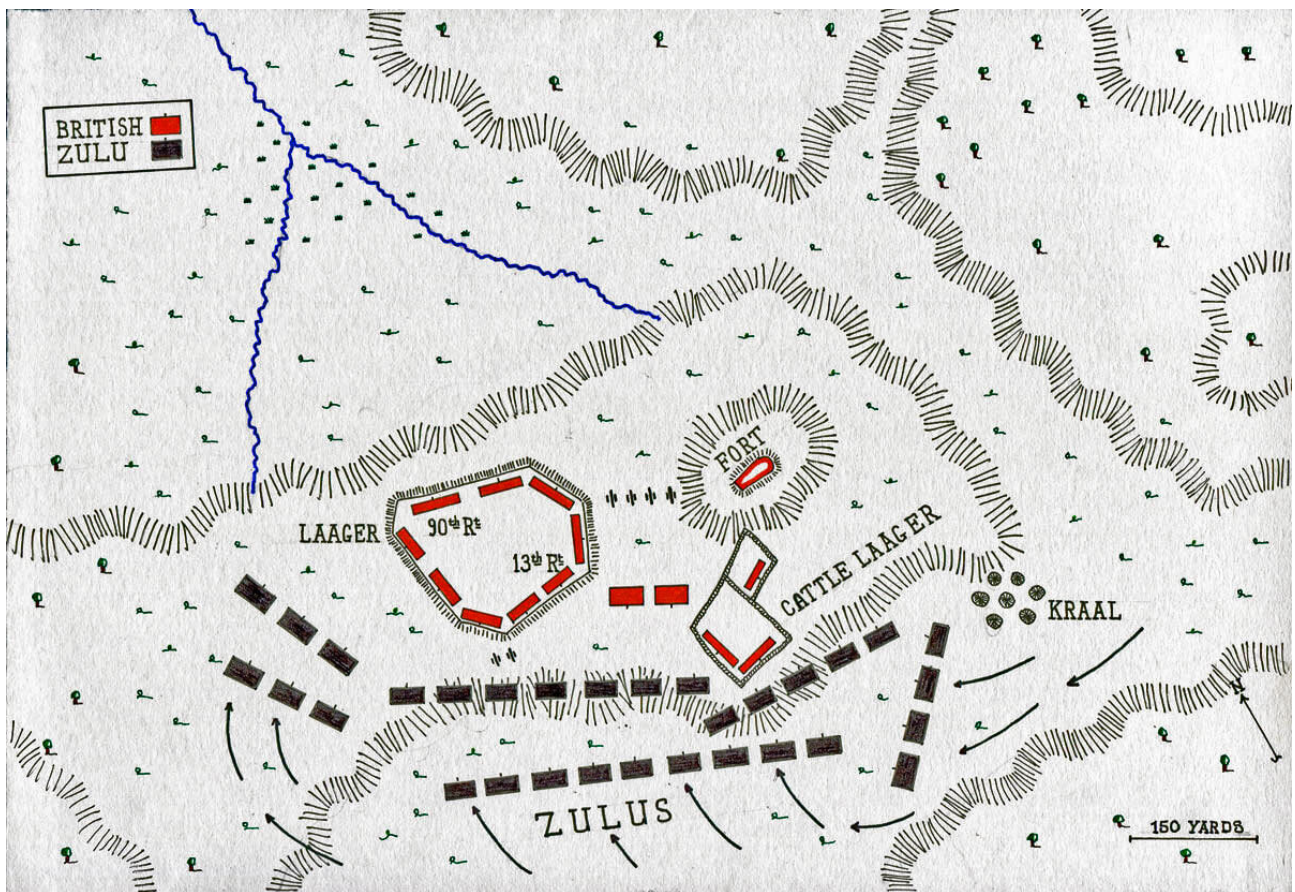 BRITISH
ZULU
FORT
LAAGER
90th Rt
13th Rt
CATTLE LAAGER
KRAAL
N
ZULUS
150 YARDS